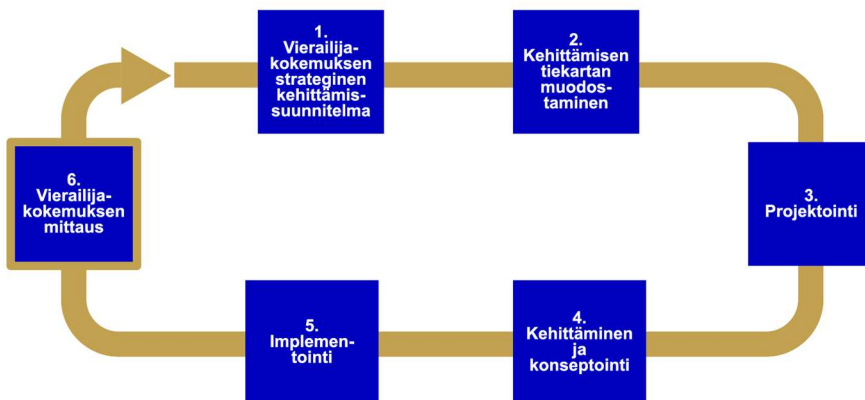 1.
Vierailija-
kokemuksen
strateginen
kehittämis-
suunnitelma
2.
Kehittämisen
tiekartan
muodos-
taminen
3.
Projektointi
4.
Kehittäminen
ja
konseptointi
5.
Implemen-
tointi
6.
Vierailija-
kokemuksen
mittaus